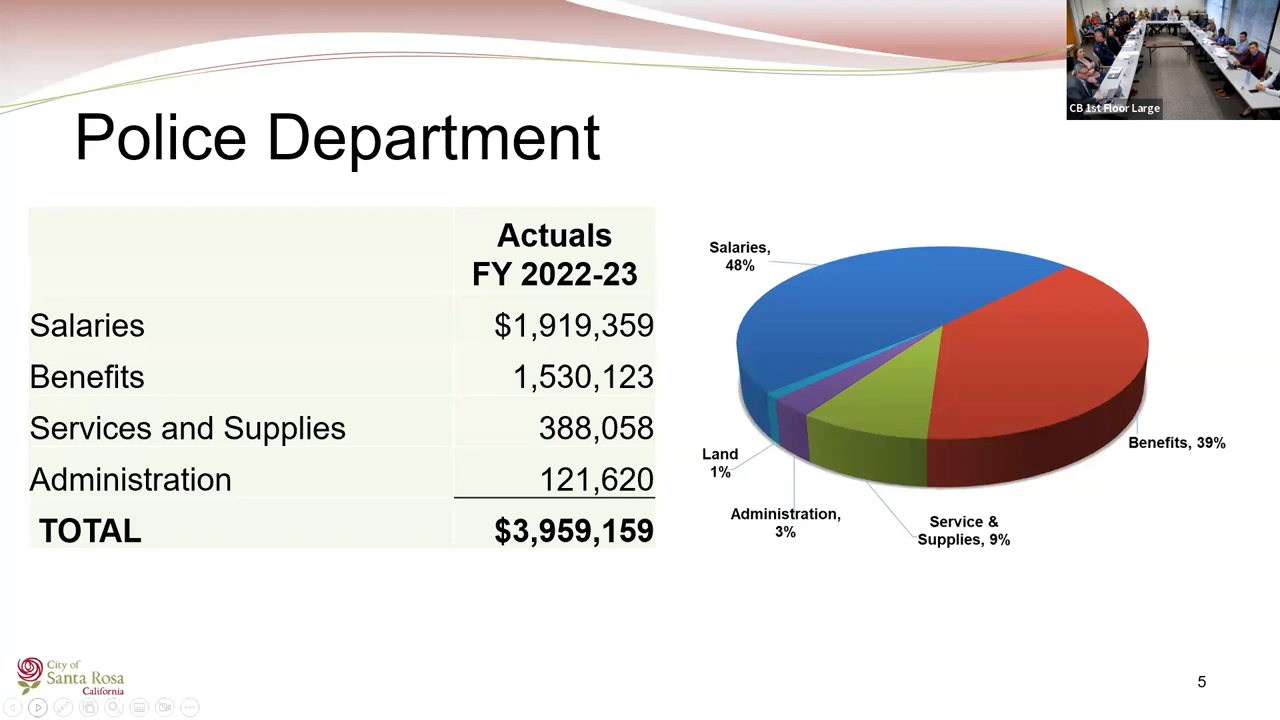 CB 1st Floor Large
Police Department
Actuals
FY 2022-23
Salaries $1,919,359
Benefits 1,530,123
Services and Supplies 388,058
Administration 121,620
TOTAL $3,959,159
Salaries,
48%
Benefits, 39%
Land
1%
Administration,
3%
Service &
Supplies, 9%
City of
Santa Rosa
California
5